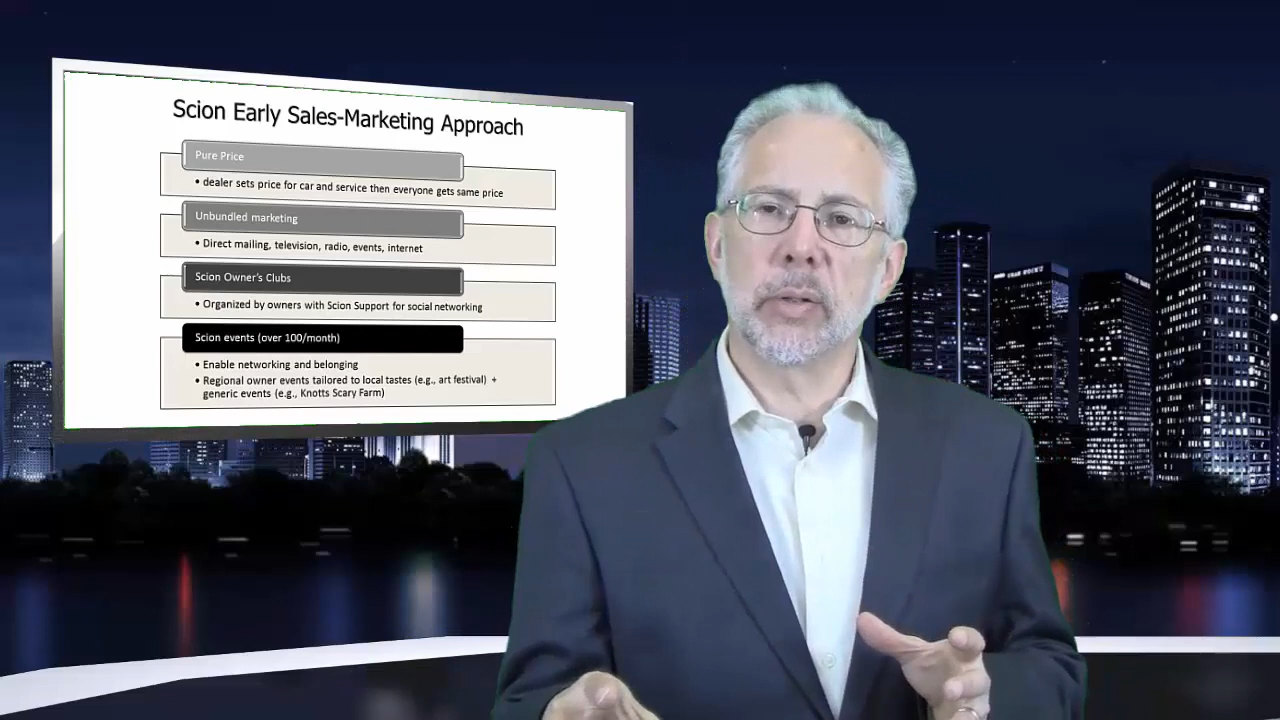 Scion Early Sales-Marketing Approach
Pure Price
• dealer sets price for car and service then everyone gets same price
Unbundled marketing
• Direct mailing, television, radio, events, internet
Scion Owner's Clubs
• Organized by owners with Scion Support for social networking
Scion events (over 100/month)
• Enable networking and belonging
• Regional owner events tailored to local tastes (e.g., art festival) +
generic events (e.g., Knotts Scary Farm)